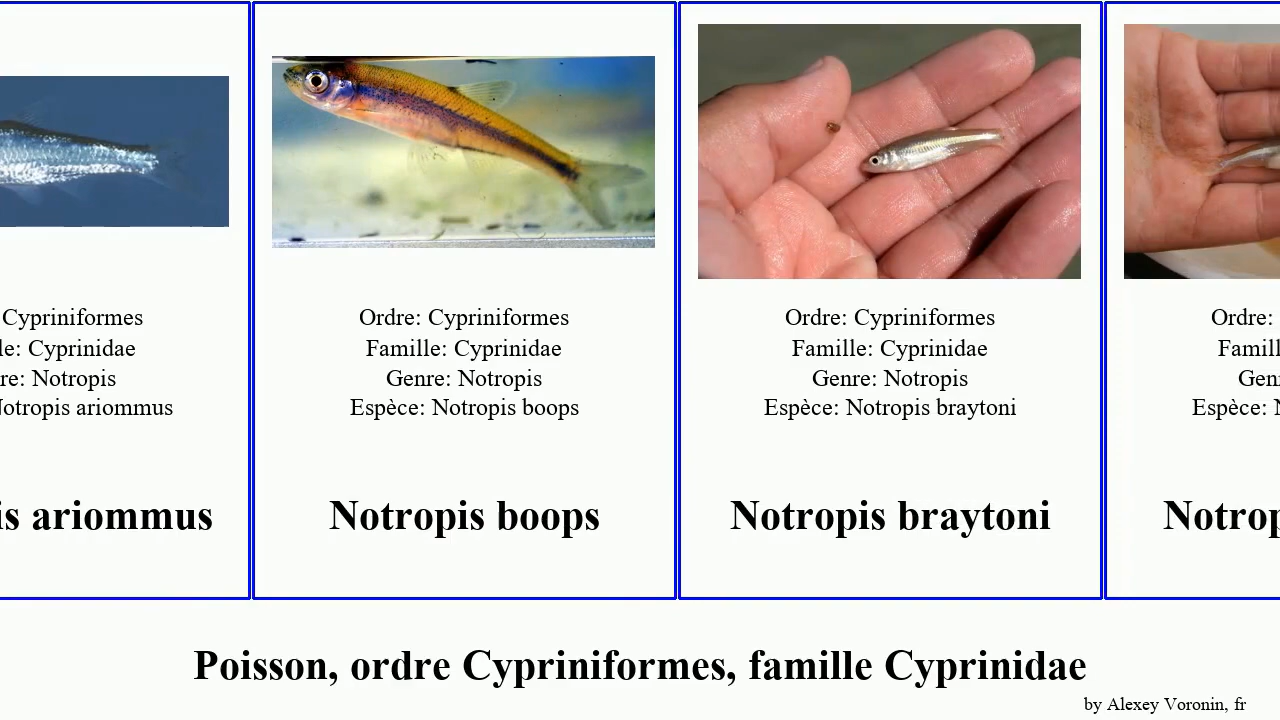 Cypriniformes
le: Cyprinidae
re: Notropis
Notropis ariommus
is ariommus
Ordre: Cypriniformes
Famille: Cyprinidae
Genre: Notropis
Espèce: Notropis boops
Notropis boops
Ordre: Cypriniformes
Famille: Cyprinidae
Genre: Notropis
Espèce: Notropis braytoni
Notropis braytoni
Ordre:
Famill
Gen
Espèce: N
Notrop
Poisson, ordre Cypriniformes, famille Cyprinidae
by Alexey Voronin, fr